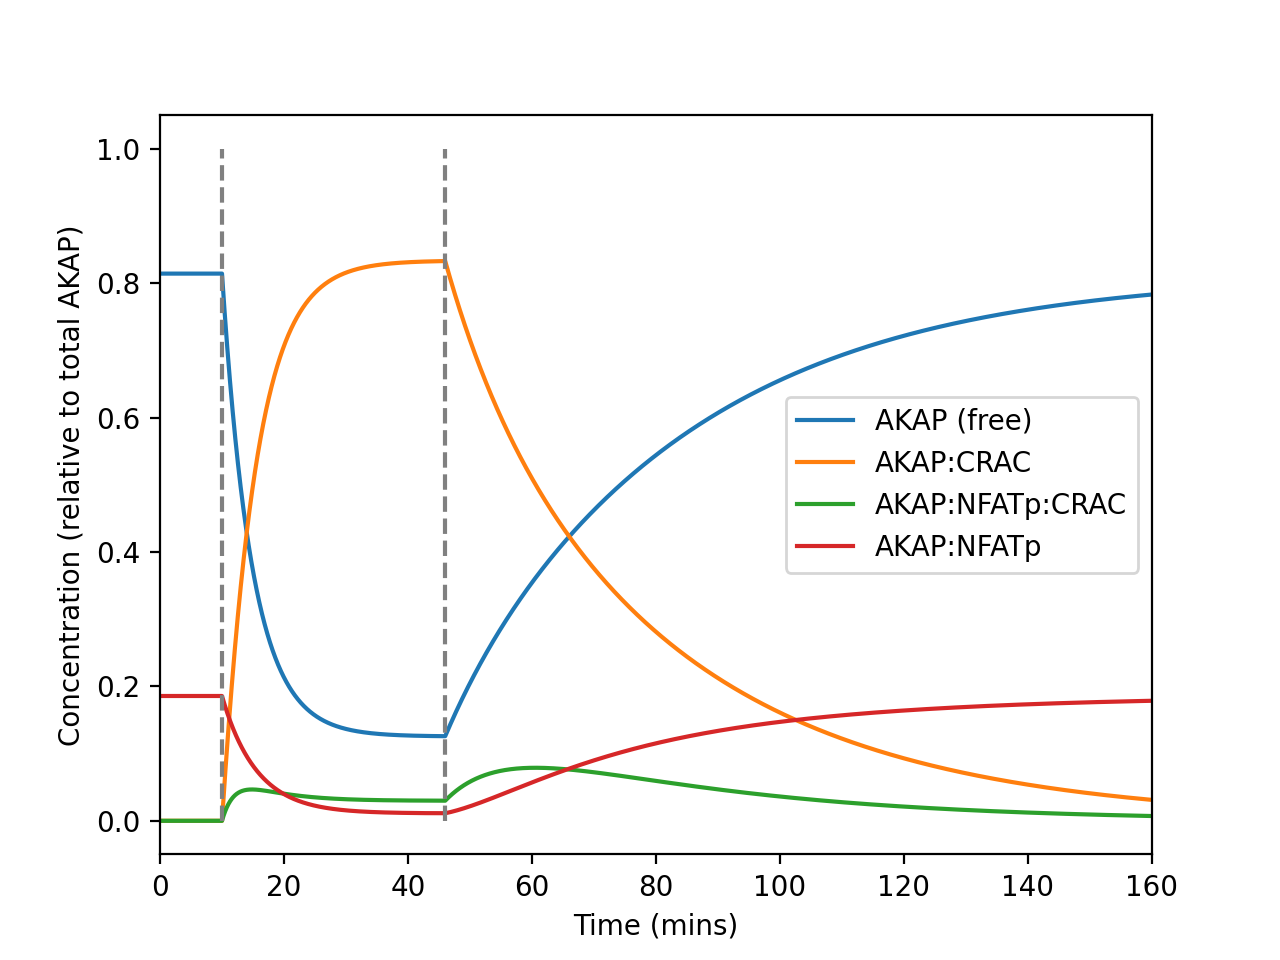 1.0
0.8
0.6
0.4
0.2
0.0
Concentration (relative to total AKAP)
AKAP (free)
AKAP:CRAC
AKAP:NFATp:CRAC
AKAP:NFATp
0 20 40 60 80 100 120 140 160
Time (mins)